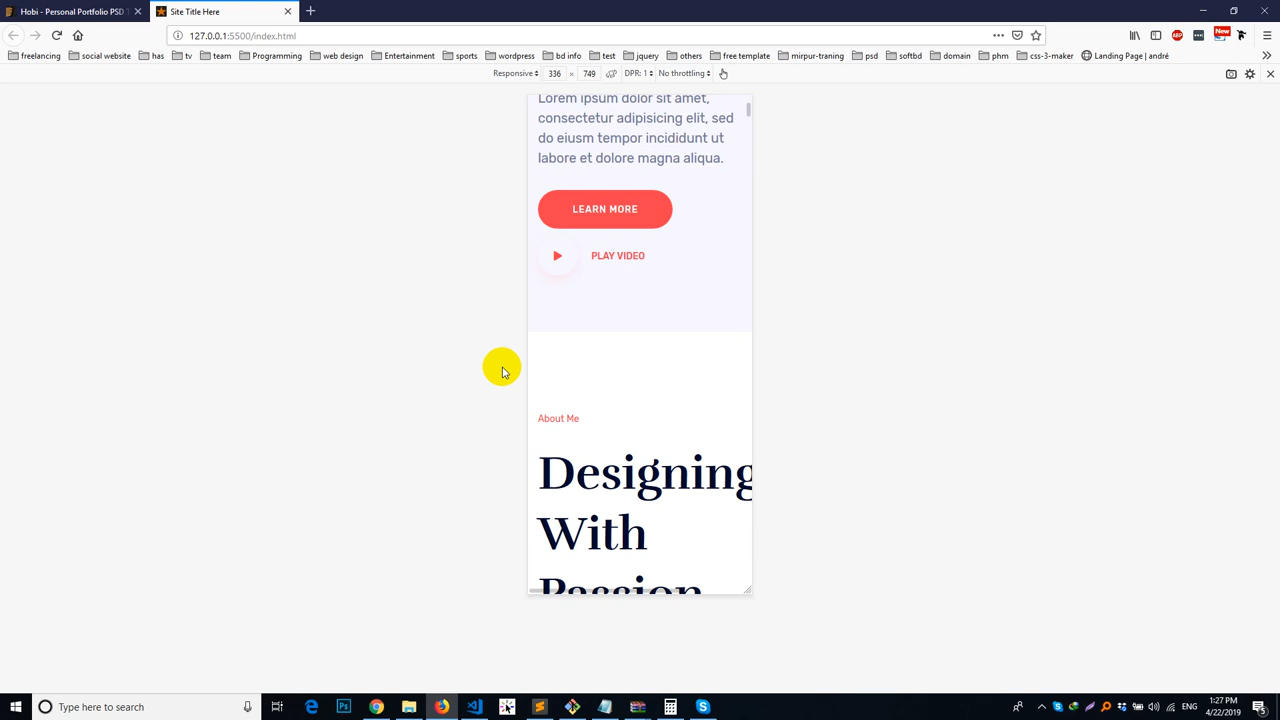 Hobi - Personal Portfolio PSD T
Site Title Here
127.0.0.1:5500/index.html
New
freelancing
social website
has
tv
team
Programming
web design
Entertainment
sports
wordpress
bd info
test
jquery
others
free template
mirpur-traning
psd
softbd
domain
phm
css-3-maker
Landing Page | andré
Responsive
336 × 749
DPR: 1
No throttling
Lorem ipsum dolor sit amet,
consectetur adipisicing elit, sed
do eiusm tempor incididunt ut
labore et dolore magna aliqua.
LEARN MORE
PLAY VIDEO
About Me
Designing
With
Passion
Type here to search
ENG
1:27 PM
4/22/2019